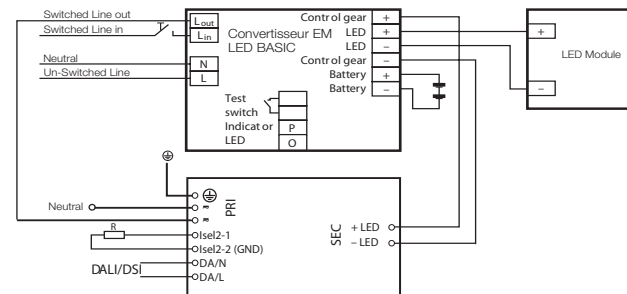 Switched Line out
Switched Line in
Neutral
Un-Switched Line
Lout
Lin
N
L
Convertisseur EM
LED BASIC
Control gear +
LED +
LED –
Control gear –
Battery +
Battery –
Test
switch
Indicator
LED
P
O
+
–
LED Module
Neutral
PRI
R
Isel2-1
Isel2-2 (GND)
DALI/DSI
DA/N
DA/L
SEC
+ LED
– LED